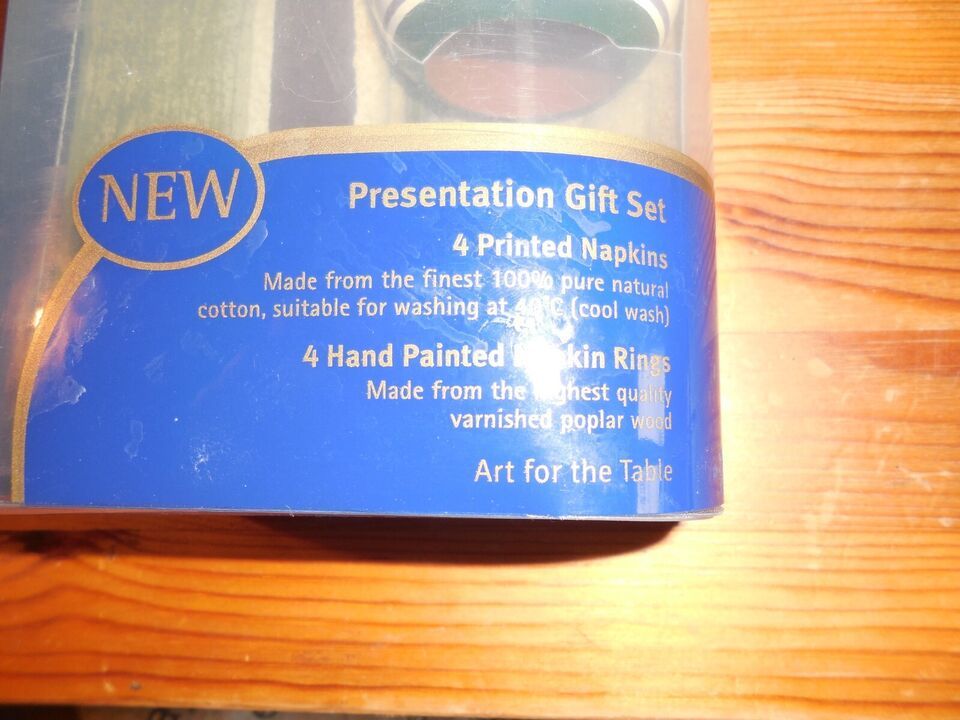 NEW
Presentation Gift Set
4 Printed Napkins
Made from the finest 100% pure natural
cotton, suitable for washing at 40°C (cool wash)
4 Hand Painted Napkin Rings
Made from the highest quality
varnished poplar wood
Art for the Table